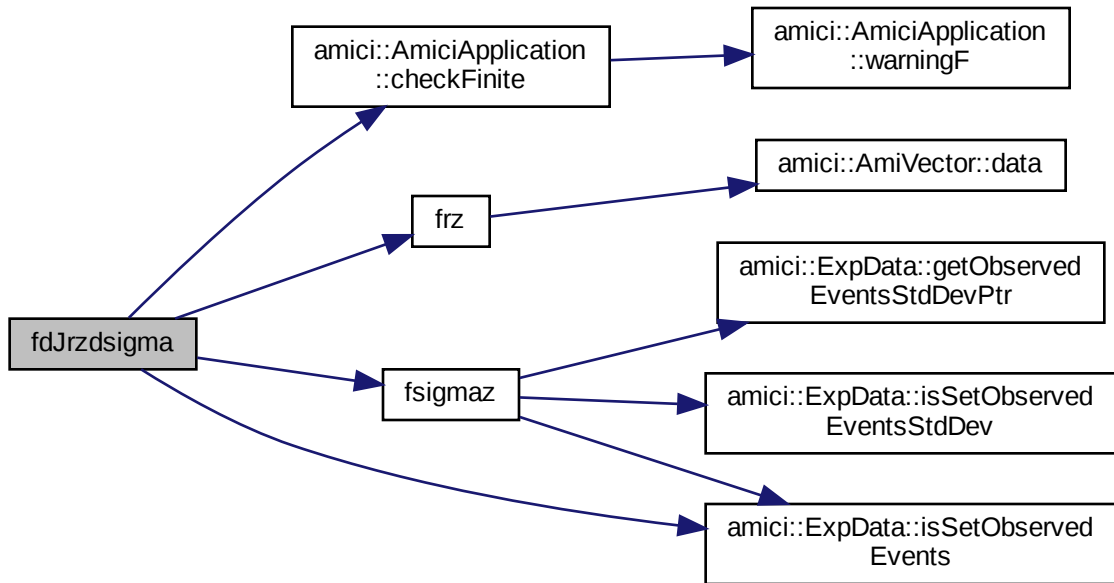 amici::AmiciApplication
::checkFinite
amici::AmiciApplication
::warningF
amici::AmiVector::data
frz
amici::ExpData::getObserved
EventsStdDevPtr
fdJrzdsigma
fsigmaz
amici::ExpData::isSetObserved
EventsStdDev
amici::ExpData::isSetObserved
Events